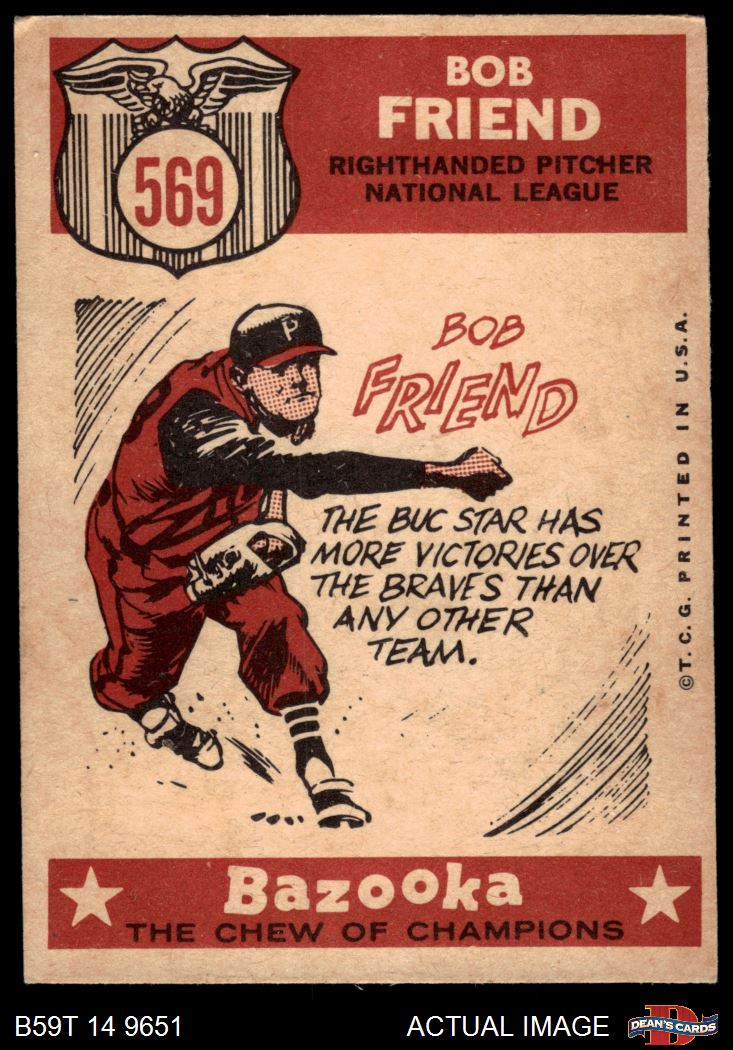 569
BOB
FRIEND
RIGHTHANDED PITCHER
NATIONAL LEAGUE
P
BOB
FRIEND
THE BUC STAR HAS
MORE VICTORIES OVER
THE BRAVES THAN
ANY OTHER
TEAM.
©T.C.G. PRINTED IN U.S.A.
Bazooka
THE CHEW OF CHAMPIONS
B59T 14 9651
ACTUAL IMAGE
D
DEAN'S CARDS